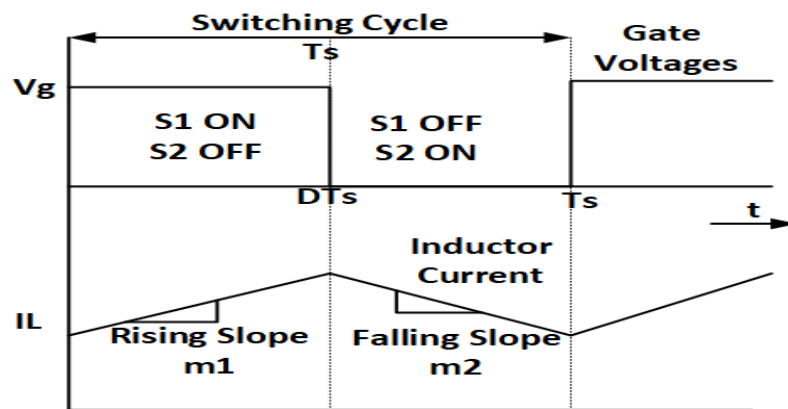 Switching Cycle
Ts
Gate
Voltages
Vg
S1 ON
S2 OFF
S1 OFF
S2 ON
DTs
Ts
t
Inductor
Current
IL
Rising Slope
m1
Falling Slope
m2